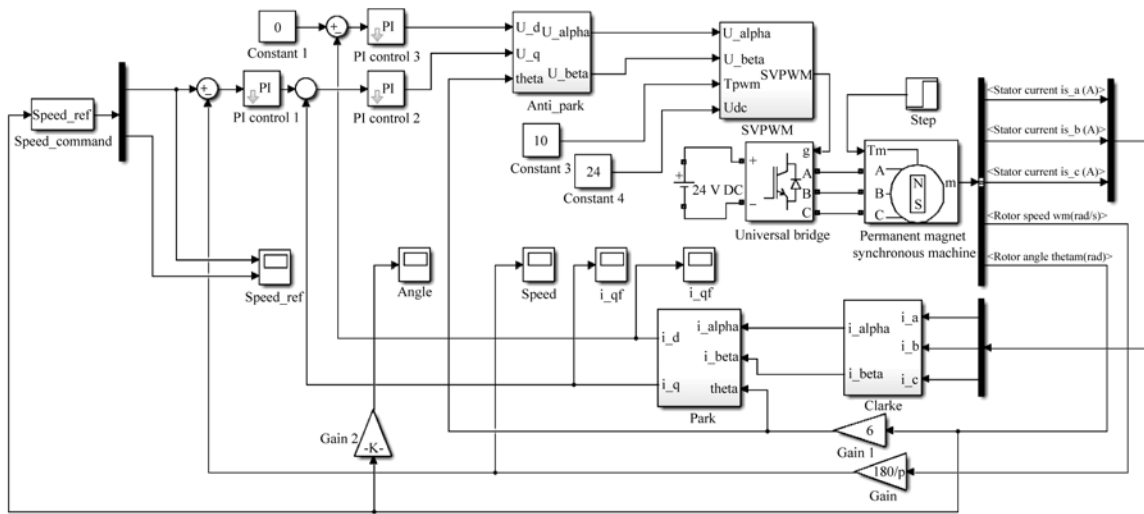 0
Constant 1
PI
PI control 3
U_d
U_q
theta
U_alpha
U_beta
Anti_park
U_alpha
U_beta
Tpwm
Udc
SVPWM
SVPWM
Speed_ref
Speed_command
PI
PI control 1
PI
PI control 2
10
Constant 3
24
Constant 4
24 V DC
+
−
g
A
B
C
Universal bridge
Step
Tm
A
B
C
N
S
m
Permanent magnet
synchronous machine
<Stator current is_a (A)>
<Stator current is_b (A)>
<Stator current is_c (A)>
<Rotor speed wm(rad/s)>
<Rotor angle thetam(rad)>
Speed_ref
Angle
Speed
i_qf
i_qf
i_d
i_q
i_alpha
i_beta
theta
Park
i_alpha
i_beta
i_a
i_b
i_c
Clarke
Gain 2
-K-
6
Gain 1
180/p
Gain